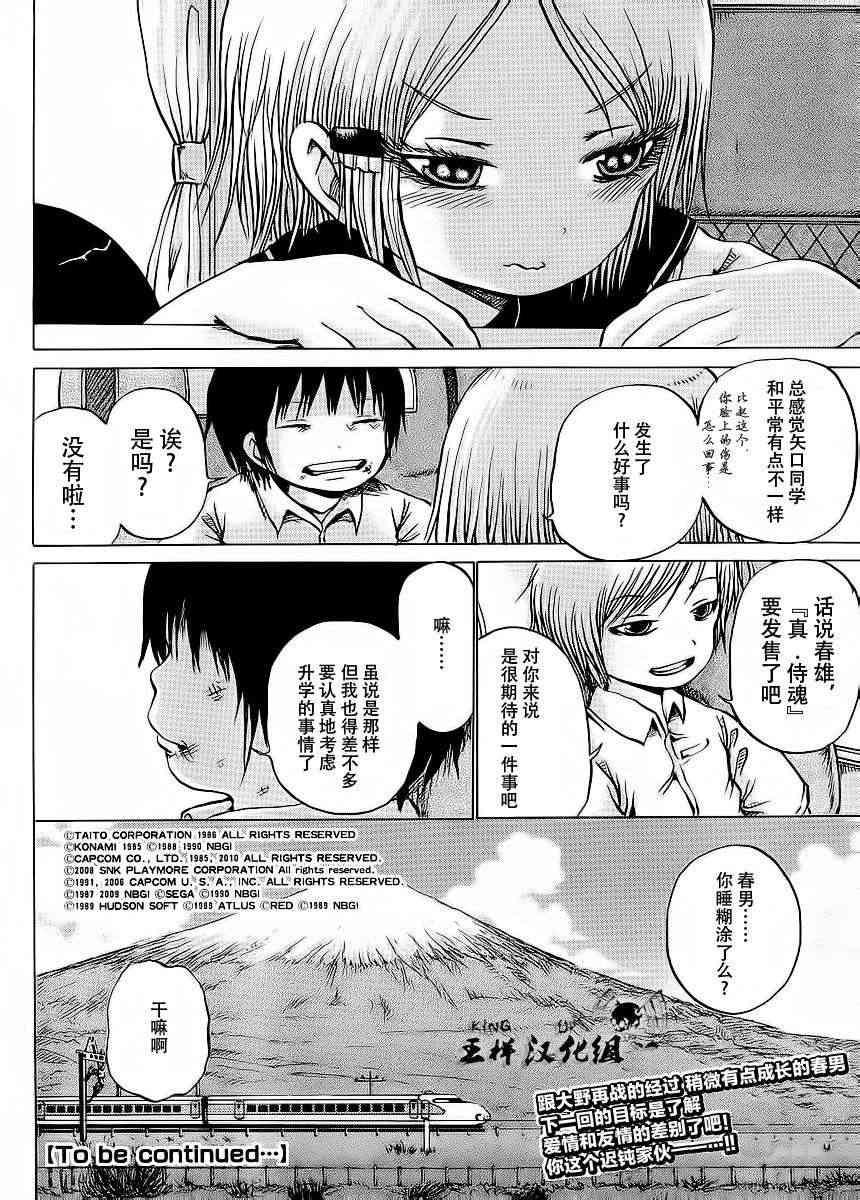 总感觉矢口同学
和平常有点不一样
比起这个，
你脸上的伤是
怎么回事…
发生了
什么好事吗？
诶？
是吗？
没有啦…
话说春雄，
『真·侍魂』
要发售了吧
对你来说
是很期待的一件事吧
嘛……
虽说是那样
但我也得差不多
要认真地考虑
升学的事情了
©TAITO CORPORATION 1986 ALL RIGHTS RESERVED
©KONAMI 1985 ©1988 1990 NBGI
©CAPCOM CO., LTD. 1985, 2010 ALL RIGHTS RESERVED
©2008 SNK PLAYMORE CORPORATION All rights reserved.
©1991, 2006 CAPCOM U. S. A., INC. ALL RIGHTS RESERVED
©1987 2009 NBGI ©SEGA ©1990 NBGI
©1989 HUDSON SOFT ©1985 ATLUS ©RED ©1989 NBGI
春男……
你睡糊涂了么？
干嘛啊
KING UP
王样汉化组
跟大野再战的经过 稍微有点成长的春男
下一回的目标是了解
爱情和友情的差别了吧！
你这个迟钝家伙———！！
【To be continued…】